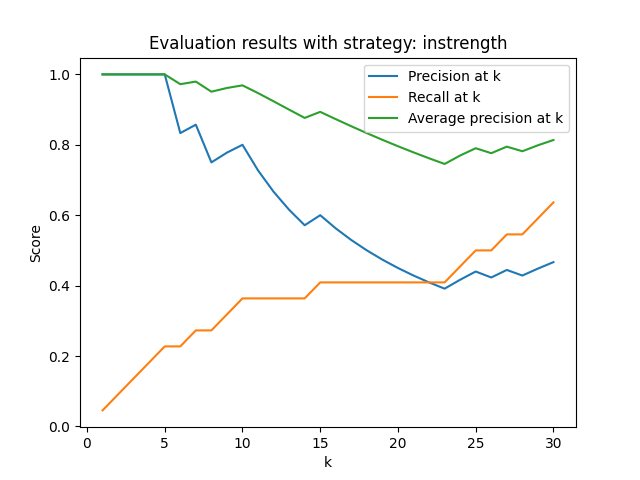 Evaluation results with strategy: instrength
Precision at k
Recall at k
Average precision at k
Score
1.0
0.8
0.6
0.4
0.2
0.0
0 5 10 15 20 25 30
k